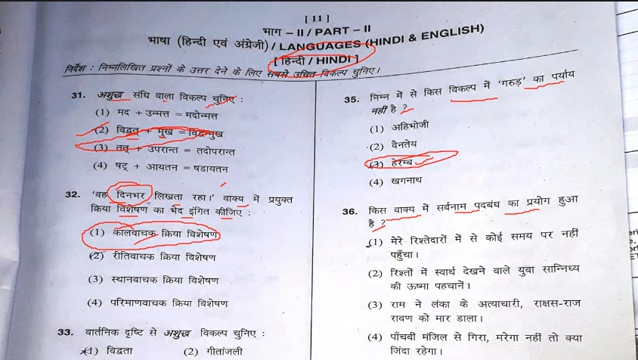 [ 11 ]
भाग – II / PART – II
भाषा (हिन्दी एवं अंग्रेजी) / LANGUAGES (HINDI & ENGLISH)
[ हिन्दी / HINDI ]
निर्देश : निम्नलिखित प्रश्नों के उत्तर देने के लिए सबसे उचित विकल्प चुनिए।
31. अशुद्ध संधि वाला विकल्प चुनिए :
(1) मद + उन्मत्त = मदोन्मत्त
(2) विद्वत् + मुख = विद्वन्मुख
(3) तत् + उपरान्त = तदोपरान्त
(4) षट् + आयतन = षडायतन
32. 'वह दिनभर लिखता रहा।' वाक्य में प्रयुक्त
क्रिया विशेषण का भेद इंगित कीजिए :
(1) कालवाचक क्रिया विशेषण
(2) रीतिवाचक क्रिया विशेषण
(3) स्थानवाचक क्रिया विशेषण
(4) परिमाणवाचक क्रिया विशेषण
33. वार्तनिक दृष्टि से अशुद्ध विकल्प चुनिए :
(1) विद्वता (2) गीतांजली
35. निम्न में से किस विकल्प में 'गरुड़' का पर्याय
नहीं है ?
(1) अहिभोजी
(2) वैनतेय
(3) हेरम्ब
(4) खगनाथ
36. किस वाक्य में सर्वनाम पदबंध का प्रयोग हुआ
है ?
(1) मेरे रिश्तेदारों में से कोई समय पर नहीं
पहुँचा।
(2) रिश्तों में स्वार्थ देखने वाले युवा सान्निध्य
की ऊष्मा पहचानें।
(3) राम ने लंका के अत्याचारी, राक्षस-राज
रावण को मार डाला।
(4) पाँचवी मंजिल से गिरा, मरेगा नहीं तो क्या
जिंदा रहेगा।